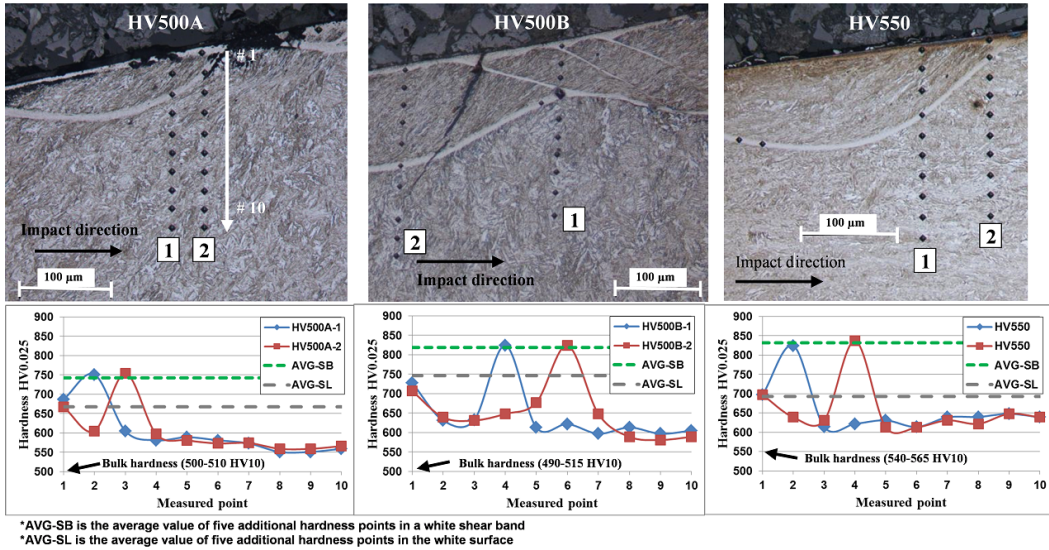 HV500A
# 1
# 10
1
2
Impact direction
100 µm
HV500B
1
2
Impact direction
100 µm
HV550
100 µm
1
2
Impact direction
900
850
800
750
700
650
600
550
500
Hardness HV0.025
HV500A-1
HV500A-2
AVG-SB
AVG-SL
Bulk hardness (500-510 HV10)
1 2 3 4 5 6 7 8 9 10
Measured point
900
850
800
750
700
650
600
550
500
Hardness HV0.025
HV500B-1
HV500B-2
AVG-SB
AVG-SL
Bulk hardness (490-515 HV10)
1 2 3 4 5 6 7 8 9 10
Measured point
900
850
800
750
700
650
600
550
500
Hardness HV0.025
HV550
HV550
AVG-SB
AVG-SL
Bulk hardness (540-565 HV10)
1 2 3 4 5 6 7 8 9 10
Measured point
*AVG-SB is the average value of five additional hardness points in a white shear band
*AVG-SL is the average value of five additional hardness points in the white surface